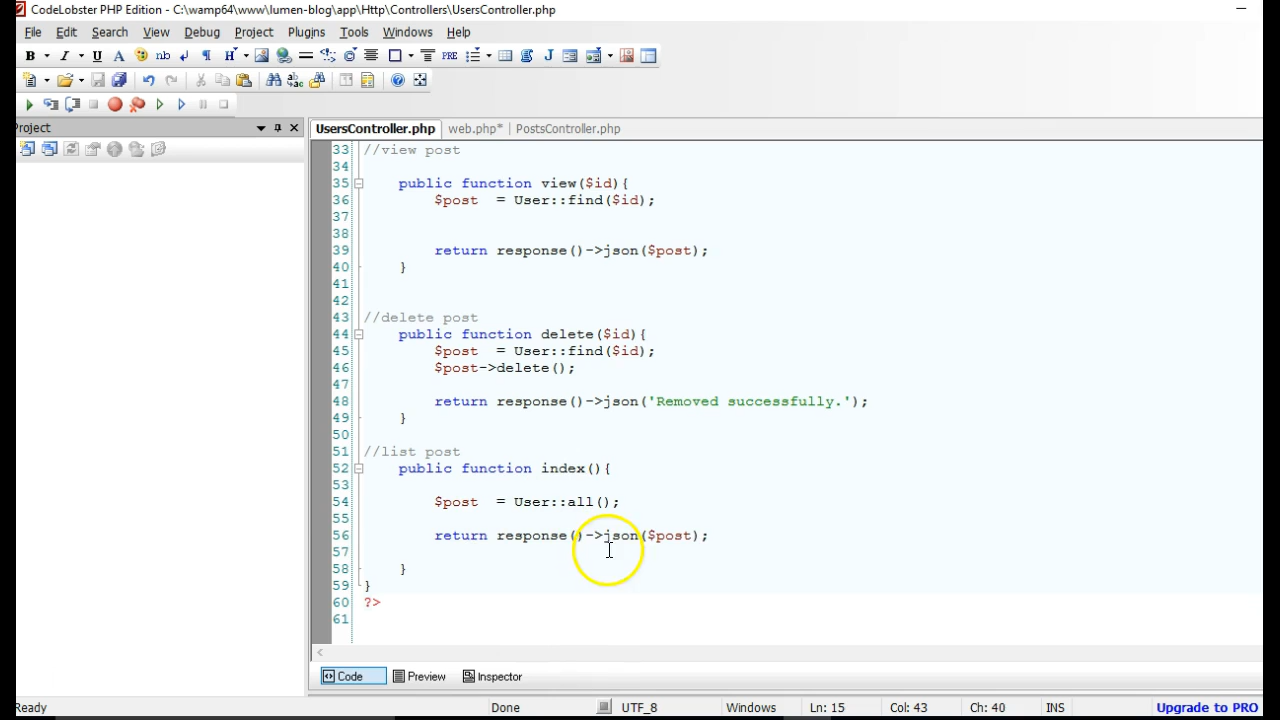 CodeLobster PHP Edition - C:\wamp64\www\lumen-blog\app\Http\Controllers\UsersController.php
File Edit Search View Debug Project Plugins Tools Windows Help
B I U A nb ¶ H PRE J
Project
UsersController.php web.php* PostsController.php
33 //view post
34
35 public function view($id){
36 $post = User::find($id);
37
38
39 return response()->json($post);
40 }
41
42
43 //delete post
44 public function delete($id){
45 $post = User::find($id);
46 $post->delete();
47
48 return response()->json('Removed successfully.');
49 }
50
51 //list post
52 public function index(){
53
54 $post = User::all();
55
56 return response()->json($post);
57
58 }
59 }
60 ?>
61
Code Preview Inspector
Ready Done UTF_8 Windows Ln: 15 Col: 43 Ch: 40 INS Upgrade to PRO